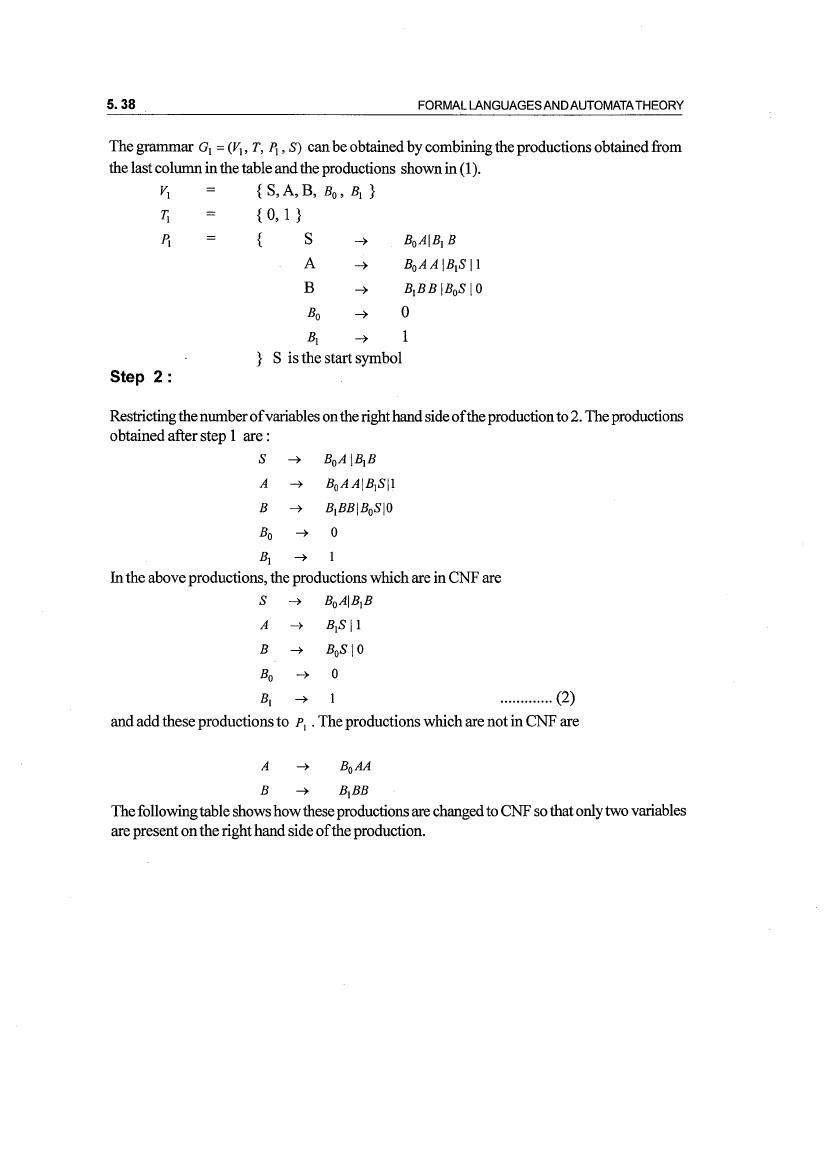 5.38 FORMAL LANGUAGES AND AUTOMATA THEORY
The grammar G₁ = (V₁, T, P₁, S) can be obtained by combining the productions obtained from
the last column in the table and the productions shown in (1).
V₁ = { S, A, B, B₀, B₁ }
T₁ = { 0, 1 }
P₁ = { S → B₀A|B₁ B
A → B₀A A |B₁S | 1
B → B₁B B |B₀S | 0
B₀ → 0
B₁ → 1
} S is the start symbol
Step 2 :
Restricting the number of variables on the right hand side of the production to 2. The productions
obtained after step 1 are :
S → B₀A |B₁B
A → B₀A A|B₁S|1
B → B₁BB|B₀S|0
B₀ → 0
B₁ → 1
In the above productions, the productions which are in CNF are
S → B₀A|B₁B
A → B₁S | 1
B → B₀S | 0
B₀ → 0
B₁ → 1 ............. (2)
and add these productions to P₁ . The productions which are not in CNF are
A → B₀ AA
B → B₁ BB
The following table shows how these productions are changed to CNF so that only two variables
are present on the right hand side of the production.